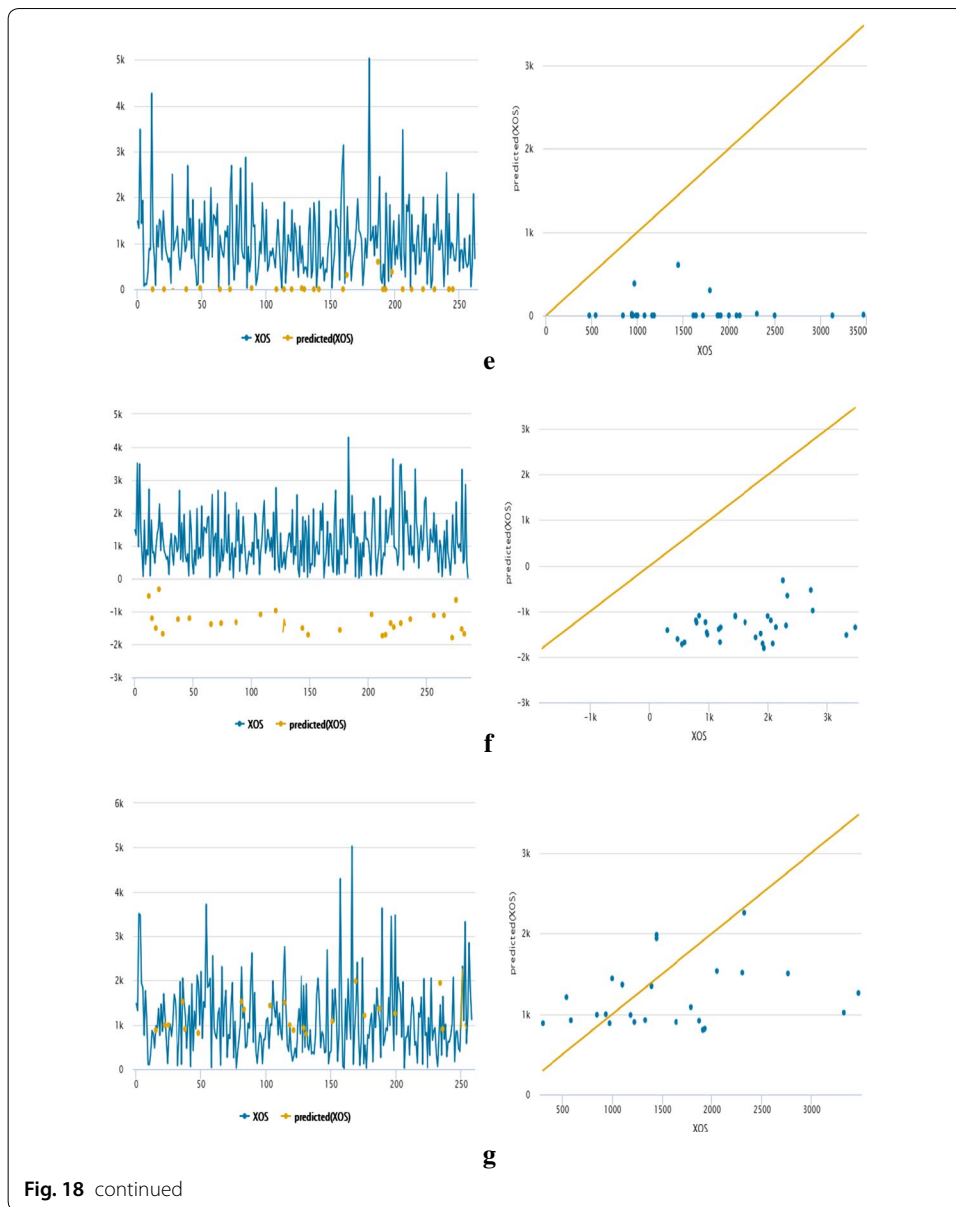 5k
4k
3k
2k
1k
0
0 50 100 150 200 250
XOS predicted(XOS)
predicted(XOS)
3k
2k
1k
0
0 500 1000 1500 2000 2500 3000 3500
XOS
e
5k
4k
3k
2k
1k
0
–1k
–2k
–3k
0 50 100 150 200 250
XOS predicted(XOS)
predicted(XOS)
3k
2k
1k
0
–1k
–2k
–3k
–1k 0 1k 2k 3k
XOS
f
6k
5k
4k
3k
2k
1k
0
0 50 100 150 200 250
XOS predicted(XOS)
predicted(XOS)
3k
2k
1k
0
500 1000 1500 2000 2500 3000
XOS
g
Fig. 18 continued